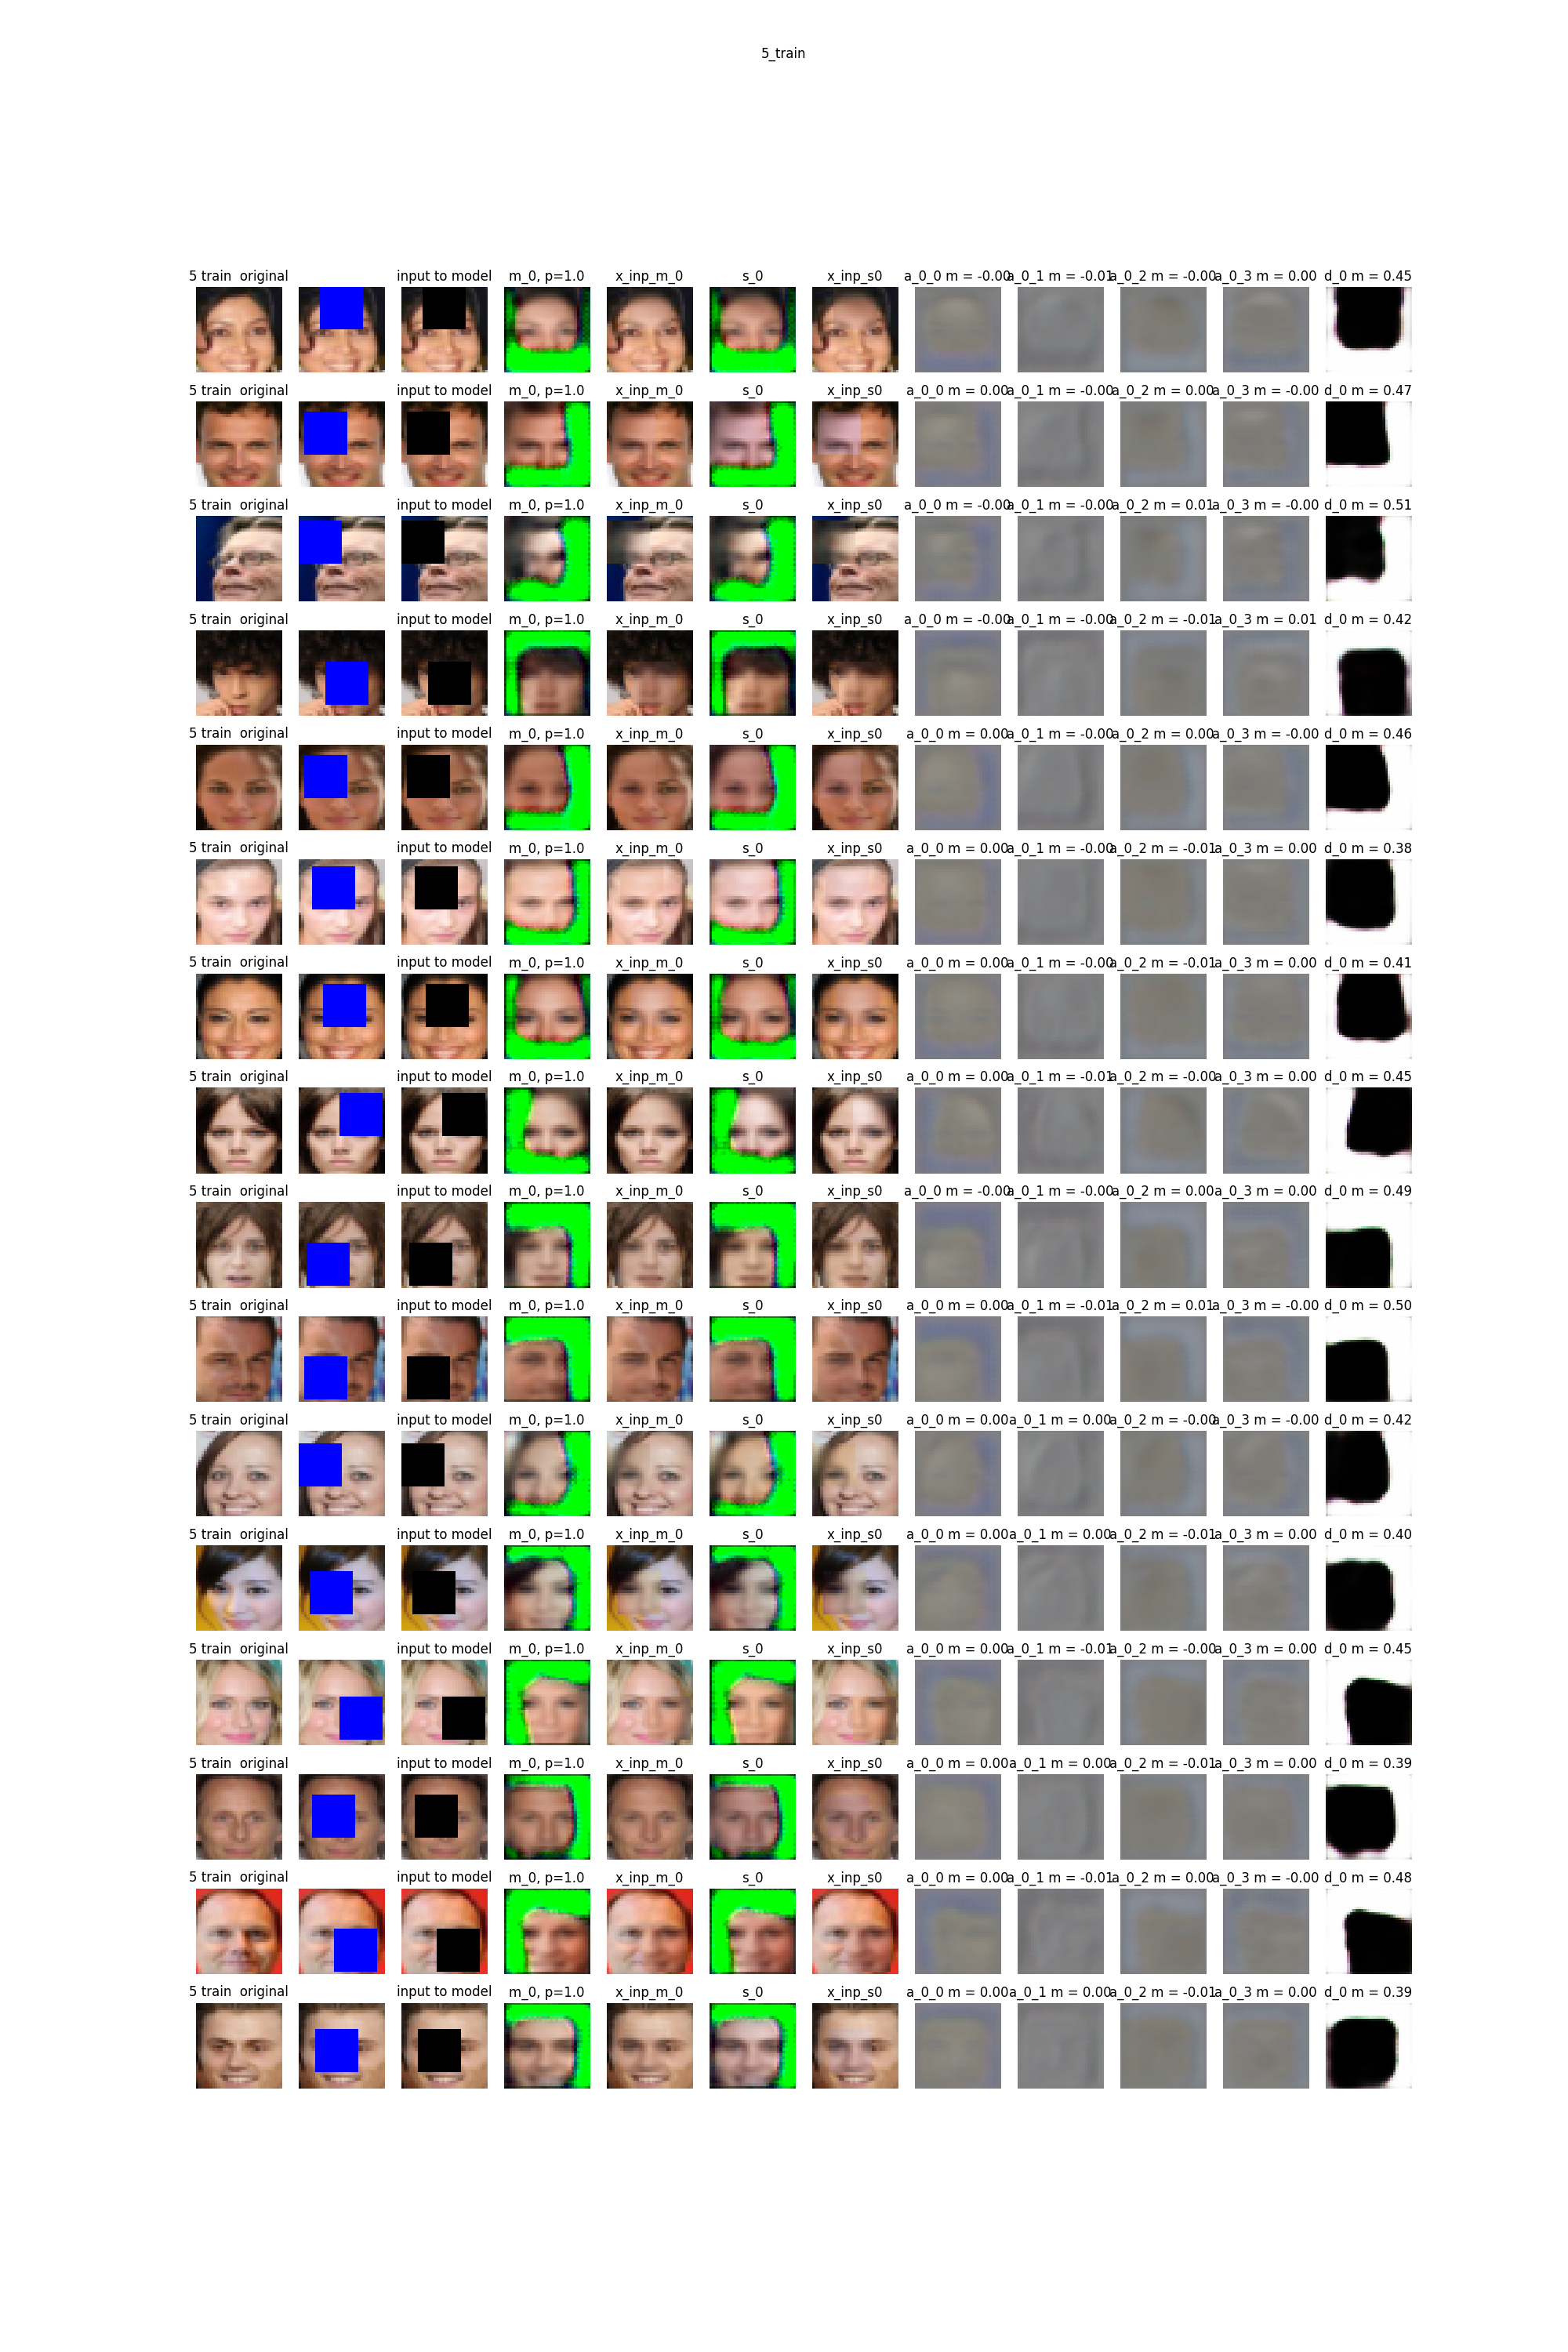 5_train
5 train  original input to model m_0, p=1.0 x_inp_m_0 s_0 x_inp_s0 a_0_0 m = -0.00 a_0_1 m = -0.01 a_0_2 m = -0.00 a_0_3 m = 0.00 d_0 m = 0.45
5 train  original input to model m_0, p=1.0 x_inp_m_0 s_0 x_inp_s0 a_0_0 m = 0.00 a_0_1 m = -0.00 a_0_2 m = 0.00 a_0_3 m = -0.00 d_0 m = 0.47
5 train  original input to model m_0, p=1.0 x_inp_m_0 s_0 x_inp_s0 a_0_0 m = -0.00 a_0_1 m = -0.00 a_0_2 m = 0.01 a_0_3 m = -0.00 d_0 m = 0.51
5 train  original input to model m_0, p=1.0 x_inp_m_0 s_0 x_inp_s0 a_0_0 m = -0.00 a_0_1 m = -0.00 a_0_2 m = -0.01 a_0_3 m = 0.01 d_0 m = 0.42
5 train  original input to model m_0, p=1.0 x_inp_m_0 s_0 x_inp_s0 a_0_0 m = 0.00 a_0_1 m = -0.00 a_0_2 m = 0.00 a_0_3 m = -0.00 d_0 m = 0.46
5 train  original input to model m_0, p=1.0 x_inp_m_0 s_0 x_inp_s0 a_0_0 m = 0.00 a_0_1 m = -0.00 a_0_2 m = -0.01 a_0_3 m = 0.00 d_0 m = 0.38
5 train  original input to model m_0, p=1.0 x_inp_m_0 s_0 x_inp_s0 a_0_0 m = 0.00 a_0_1 m = -0.00 a_0_2 m = -0.01 a_0_3 m = 0.00 d_0 m = 0.41
5 train  original input to model m_0, p=1.0 x_inp_m_0 s_0 x_inp_s0 a_0_0 m = 0.00 a_0_1 m = -0.01 a_0_2 m = -0.00 a_0_3 m = 0.00 d_0 m = 0.45
5 train  original input to model m_0, p=1.0 x_inp_m_0 s_0 x_inp_s0 a_0_0 m = -0.00 a_0_1 m = -0.00 a_0_2 m = 0.00 a_0_3 m = 0.00 d_0 m = 0.49
5 train  original input to model m_0, p=1.0 x_inp_m_0 s_0 x_inp_s0 a_0_0 m = 0.00 a_0_1 m = -0.01 a_0_2 m = 0.01 a_0_3 m = -0.00 d_0 m = 0.50
5 train  original input to model m_0, p=1.0 x_inp_m_0 s_0 x_inp_s0 a_0_0 m = 0.00 a_0_1 m = 0.00 a_0_2 m = -0.00 a_0_3 m = -0.00 d_0 m = 0.42
5 train  original input to model m_0, p=1.0 x_inp_m_0 s_0 x_inp_s0 a_0_0 m = 0.00 a_0_1 m = 0.00 a_0_2 m = -0.01 a_0_3 m = 0.00 d_0 m = 0.40
5 train  original input to model m_0, p=1.0 x_inp_m_0 s_0 x_inp_s0 a_0_0 m = 0.00 a_0_1 m = -0.01 a_0_2 m = -0.00 a_0_3 m = 0.00 d_0 m = 0.45
5 train  original input to model m_0, p=1.0 x_inp_m_0 s_0 x_inp_s0 a_0_0 m = 0.00 a_0_1 m = 0.00 a_0_2 m = -0.01 a_0_3 m = 0.00 d_0 m = 0.39
5 train  original input to model m_0, p=1.0 x_inp_m_0 s_0 x_inp_s0 a_0_0 m = 0.00 a_0_1 m = -0.01 a_0_2 m = 0.00 a_0_3 m = -0.00 d_0 m = 0.48
5 train  original input to model m_0, p=1.0 x_inp_m_0 s_0 x_inp_s0 a_0_0 m = 0.00 a_0_1 m = 0.00 a_0_2 m = -0.01 a_0_3 m = 0.00 d_0 m = 0.39